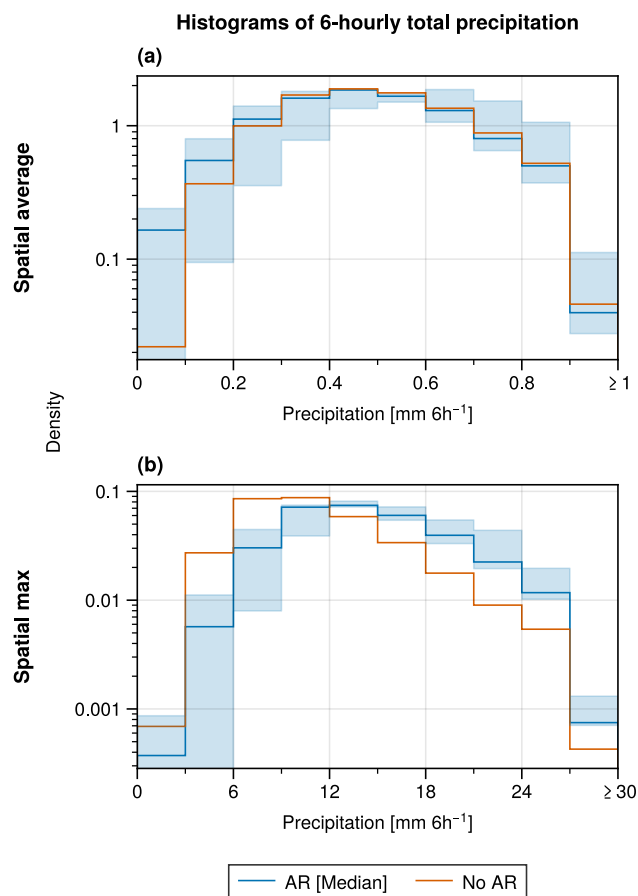 Histograms of 6-hourly total precipitation
(a)
Spatial average
1
0.1
0 0.2 0.4 0.6 0.8 ≥ 1
Precipitation [mm 6h⁻¹]
Density
(b)
Spatial max
0.1
0.01
0.001
0 6 12 18 24 ≥ 30
Precipitation [mm 6h⁻¹]
AR [Median] No AR